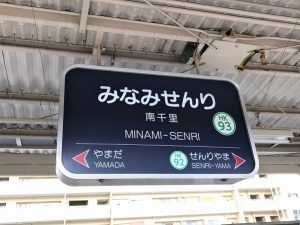 みなみせんり
南千里
MINAMI-SENRI
HK
93
やまだ
YAMADA
HK
92
せんりやま
SENRI-YAMA